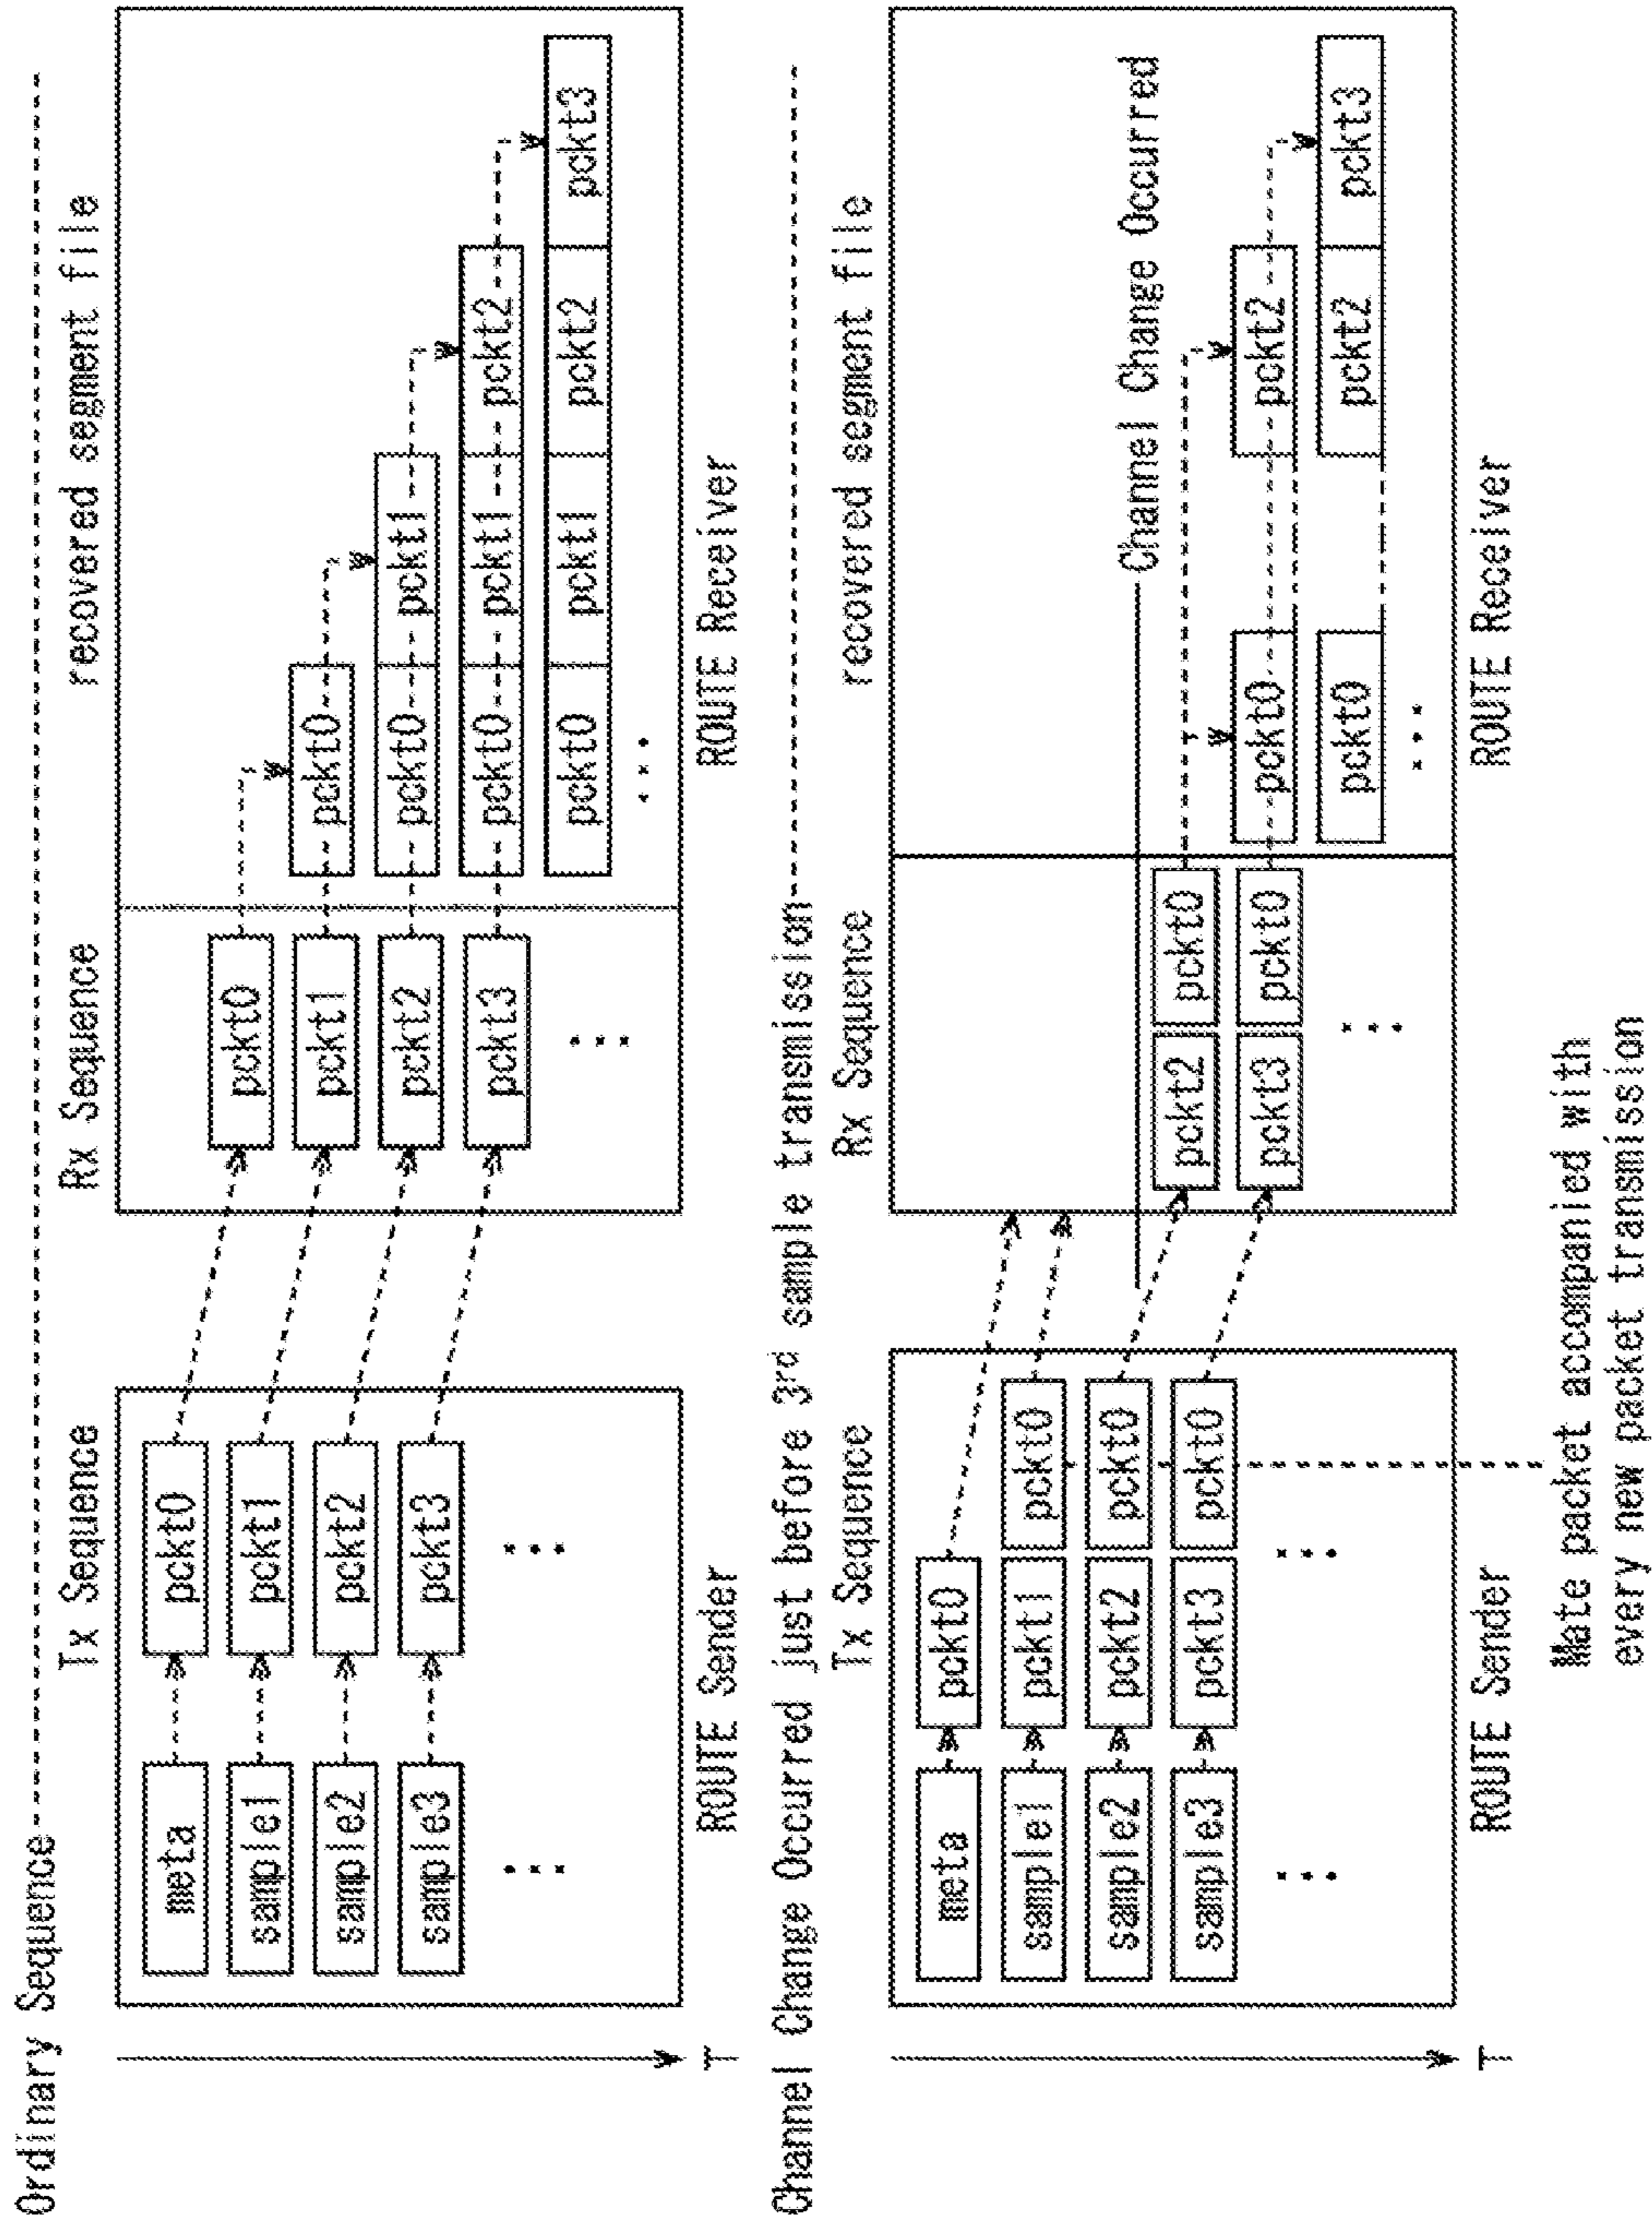 Ordinary Sequence
Tx Sequence
Rx Sequence
recovered segment file
meta
pckt0
sample1
pckt1
sample2
pckt2
sample3
pckt3
...
...
pckt0
pckt1
pckt2
pckt3
...
pckt0
pckt0 pckt1
pckt0 pckt1 pckt2
pckt0 pckt1 pckt2 pckt3
...
T
ROUTE Sender
ROUTE Receiver
Channel Change Occurred just before 3rd sample transmission
Tx Sequence
Rx Sequence
recovered segment file
meta
pckt0
sample1
pckt1 pckt0
sample2
pckt2 pckt0
sample3
pckt3 pckt0
...
...
Channel Change Occurred
pckt2 pckt0
pckt3 pckt0
...
pckt0 pckt2
pckt0 pckt2 pckt3
...
T
ROUTE Sender
ROUTE Receiver
Mate packet accompanied with
every new packet transmission